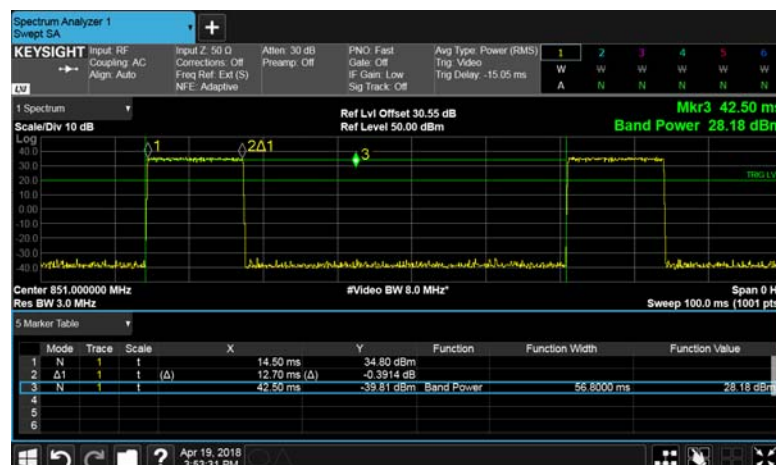 Spectrum Analyzer 1
Swept SA
+
KEYSIGHT Input: RF Input Z: 50 Ω Atten: 30 dB PNO: Fast Avg Type: Power (RMS) 1 2 3 4 5 6
Coupling: AC Corrections: Off Preamp: Off Gate: Off Trig: Video W W W W W W
Align: Auto Freq Ref: Ext (S) IF Gain: Low Trig Delay: -15.05 ms
LXI NFE: Adaptive Sig Track: Off A N N N N N
1 Spectrum
Ref Lvl Offset 30.55 dB Mkr3 42.50 ms
Scale/Div 10 dB Ref Level 50.00 dBm Band Power 28.18 dBm
Log
1 2Δ1 3
40.0
30.0
20.0 TRIG LV
10.0
0.00
-10.0
-20.0
-30.0
-40.0
Center 851.000000 MHz #Video BW 8.0 MHz* Span 0 H
Res BW 3.0 MHz Sweep 100.0 ms (1001 pts
5 Marker Table
Mode Trace Scale X Y Function Function Width Function Value
1 N 1 t 14.50 ms 34.80 dBm
2 Δ1 1 t (Δ) 12.70 ms (Δ) -0.3914 dB
3 N 1 t 42.50 ms -39.81 dBm Band Power 56.8000 ms 28.18 dBm
4
5
6
? Apr 19, 2018
3:53:31 PM